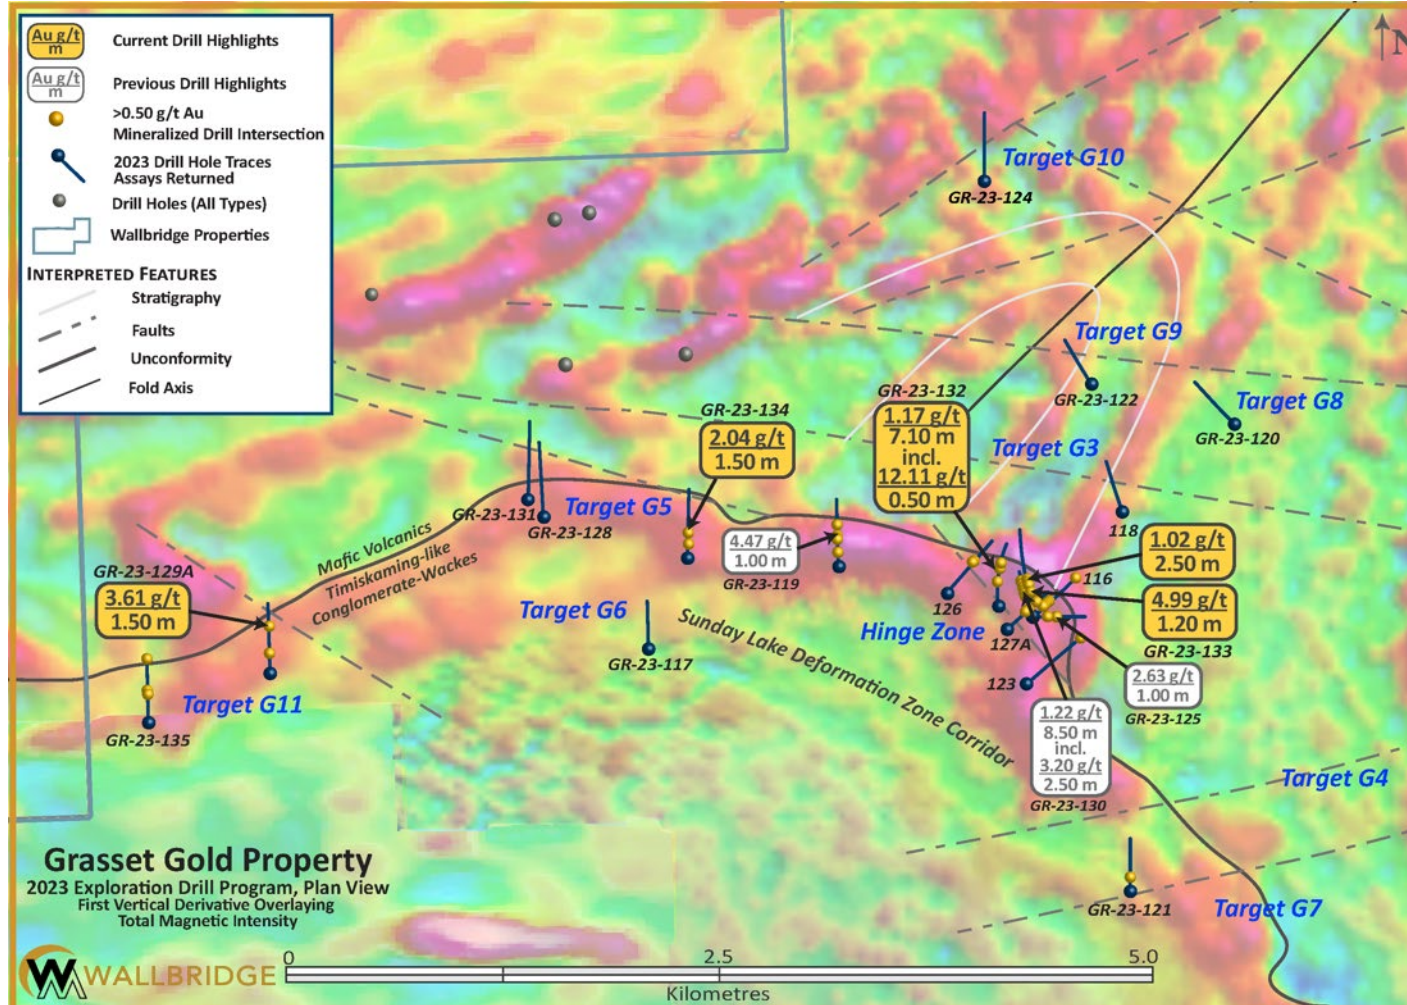 Au g/t
m
Current Drill Highlights
Au g/t
m
Previous Drill Highlights
>0.50 g/t Au
Mineralized Drill Intersection
2023 Drill Hole Traces
Assays Returned
Drill Holes (All Types)
Wallbridge Properties
INTERPRETED FEATURES
Stratigraphy
Faults
Unconformity
Fold Axis
N
Target G10
GR-23-124
Target G9
GR-23-122
Target G8
GR-23-120
GR-23-132
1.17 g/t
7.10 m
incl.
12.11 g/t
0.50 m
Target G3
118
GR-23-134
2.04 g/t
1.50 m
GR-23-131
Target G5
GR-23-128
4.47 g/t
1.00 m
GR-23-119
1.02 g/t
2.50 m
116
4.99 g/t
1.20 m
GR-23-133
Mafic Volcanics
Timiskaming-like
Conglomerate-Wackes
GR-23-129A
3.61 g/t
1.50 m
Target G6
GR-23-117
Sunday Lake Deformation Zone Corridor
126
Hinge Zone
127A
123
2.63 g/t
1.00 m
GR-23-125
Target G11
GR-23-135
1.22 g/t
8.50 m
incl.
3.20 g/t
2.50 m
GR-23-130
Target G4
GR-23-121
Target G7
Grasset Gold Property
2023 Exploration Drill Program, Plan View
First Vertical Derivative Overlaying
Total Magnetic Intensity
WALLBRIDGE
0
2.5
5.0
Kilometres